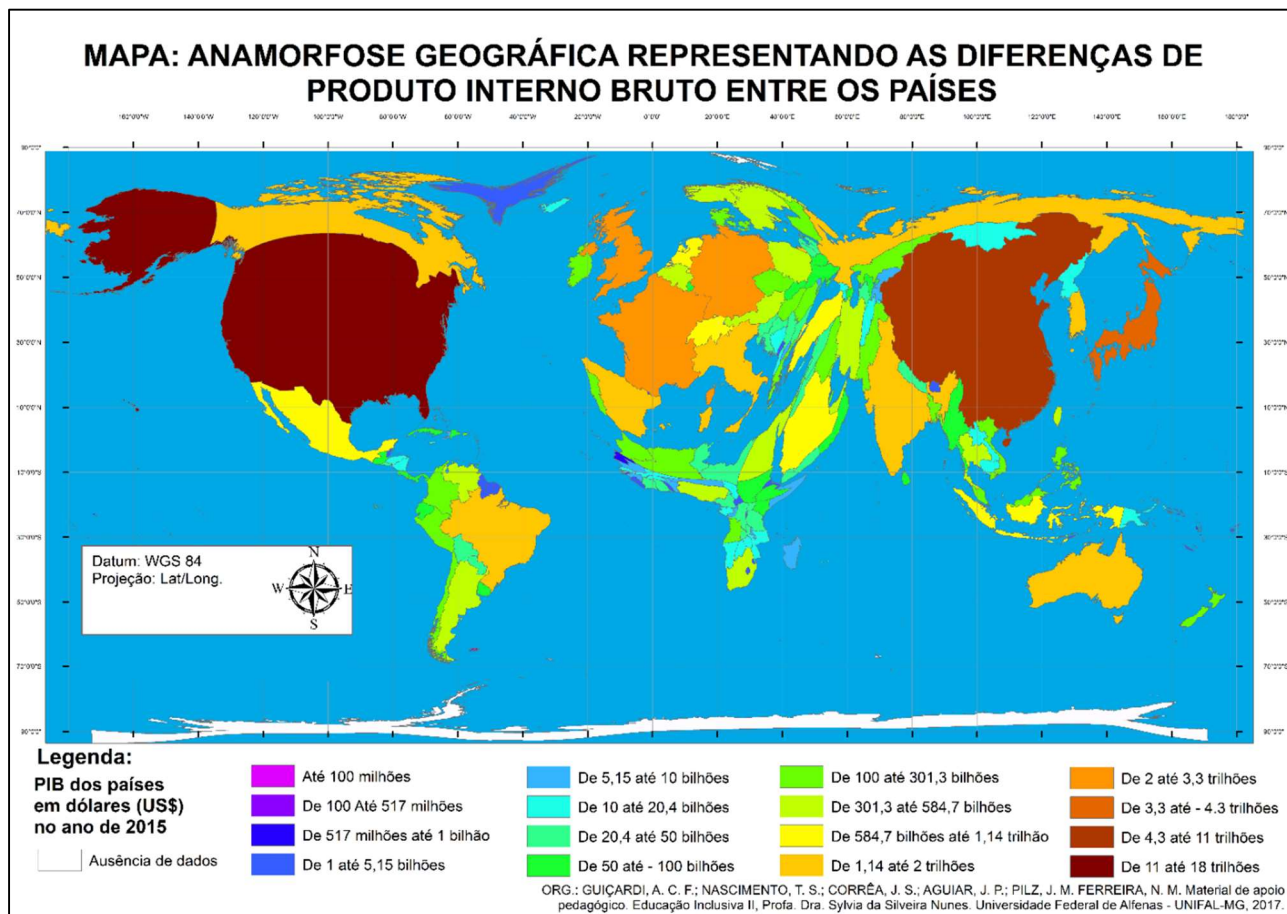 MAPA: ANAMORFOSE GEOGRÁFICA REPRESENTANDO AS DIFERENÇAS DE
PRODUTO INTERNO BRUTO ENTRE OS PAÍSES
Datum: WGS 84
Projeção: Lat/Long.
N
W E
S
Legenda:
PIB dos países
em dólares (US$)
no ano de 2015
Ausência de dados
Até 100 milhões
De 100 Até 517 milhões
De 517 milhões até 1 bilhão
De 1 até 5,15 bilhões
De 5,15 até 10 bilhões
De 10 até 20,4 bilhões
De 20,4 até 50 bilhões
De 50 até - 100 bilhões
De 100 até 301,3 bilhões
De 301,3 até 584,7 bilhões
De 584,7 bilhões até 1,14 trilhão
De 1,14 até 2 trilhões
De 2 até 3,3 trilhões
De 3,3 até - 4.3 trilhões
De 4,3 até 11 trilhões
De 11 até 18 trilhões
ORG.: GUIÇARDI, A. C. F.; NASCIMENTO, T. S.; CORRÊA, J. S.; AGUIAR, J. P.; PILZ, J. M. FERREIRA, N. M. Material de apoio
pedagógico. Educação Inclusiva II, Profa. Dra. Sylvia da Silveira Nunes. Universidade Federal de Alfenas - UNIFAL-MG, 2017.